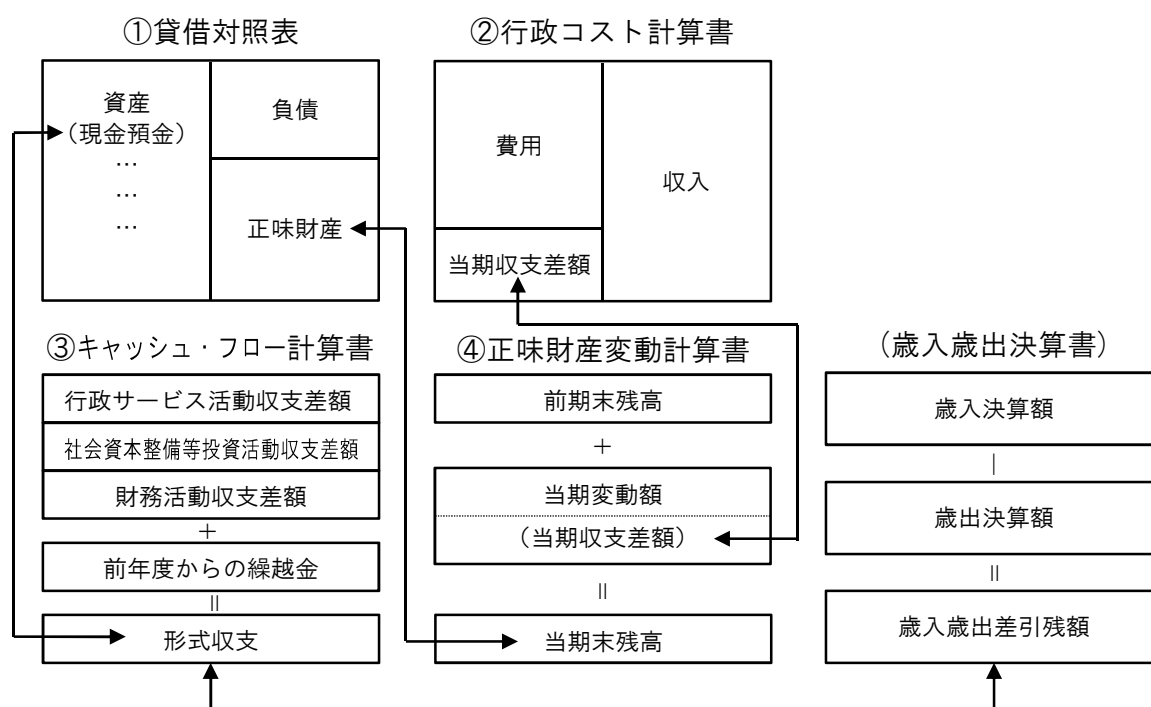 ①貸借対照表
資産
（現金預金）
…
…
…
負債
正味財産
②行政コスト計算書
費用
当期収支差額
収入
③キャッシュ・フロー計算書
行政サービス活動収支差額
社会資本整備等投資活動収支差額
財務活動収支差額
＋
前年度からの繰越金
＝
形式収支
④正味財産変動計算書
前期末残高
＋
当期変動額
（当期収支差額）
＝
当期末残高
（歳入歳出決算書）
歳入決算額
－
歳出決算額
＝
歳入歳出差引残額